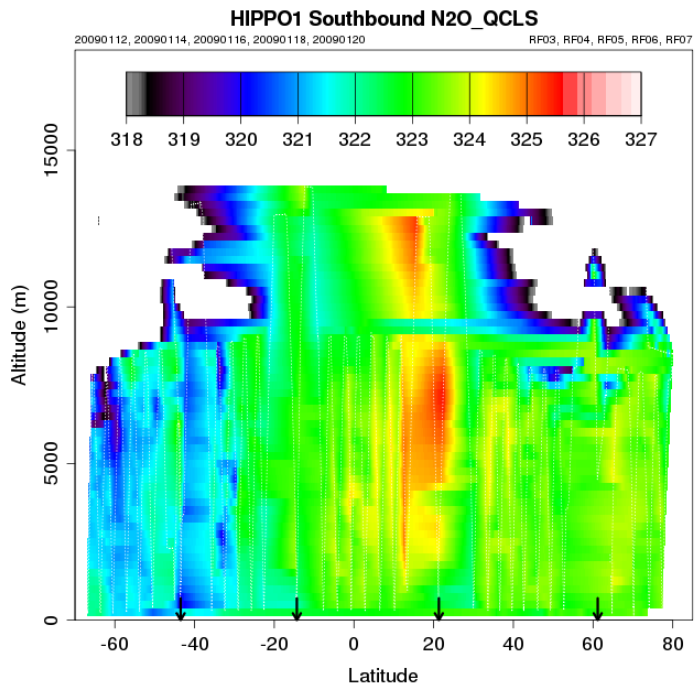 HIPPO1 Southbound N2O_QCLS
20090112, 20090114, 20090116, 20090118, 20090120
RF03, RF04, RF05, RF06, RF07
318 319 320 321 322 323 324 325 326 327
15000
10000
5000
0
Altitude (m)
-60 -40 -20 0 20 40 60 80
Latitude